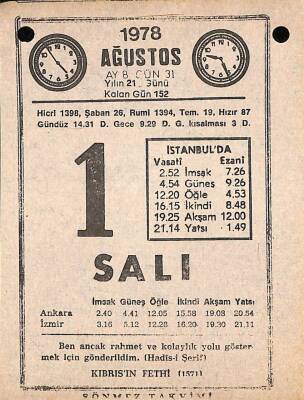 1978
AĞUSTOS
AY 8 GÜN 31
Yılın 21  Günü
Kalan Gün 152
Hicri 1398, Şaban 26, Rumi 1394, Tem. 19, Hızır 87
Gündüz 14.31 D. Gece 9.29 D. G. kısalması 3 D.
1
İSTANBUL'DA
Vasati Ezani
2.52 İmsak 7.26
4.54 Güneş 9.26
12.20 Öğle 4.53
16.15 İkindi 8.48
19.25 Akşam 12.00
21.14 Yatsı 1.49
SALI
İmsak Güneş Öğle İkindi Akşam Yatsı
Ankara 2.40 4.41 12.05 15.58 19.08 20.54
İzmir 3.16 5.12 12.28 16.20 19.30 21.11
Ben ancak rahmet ve kolaylık yolu göster
mek için gönderildim. (Hadis-i Şerif)
KIBRIS'IN FETHİ (1571)
SÖNMEZ TAKVİMİ